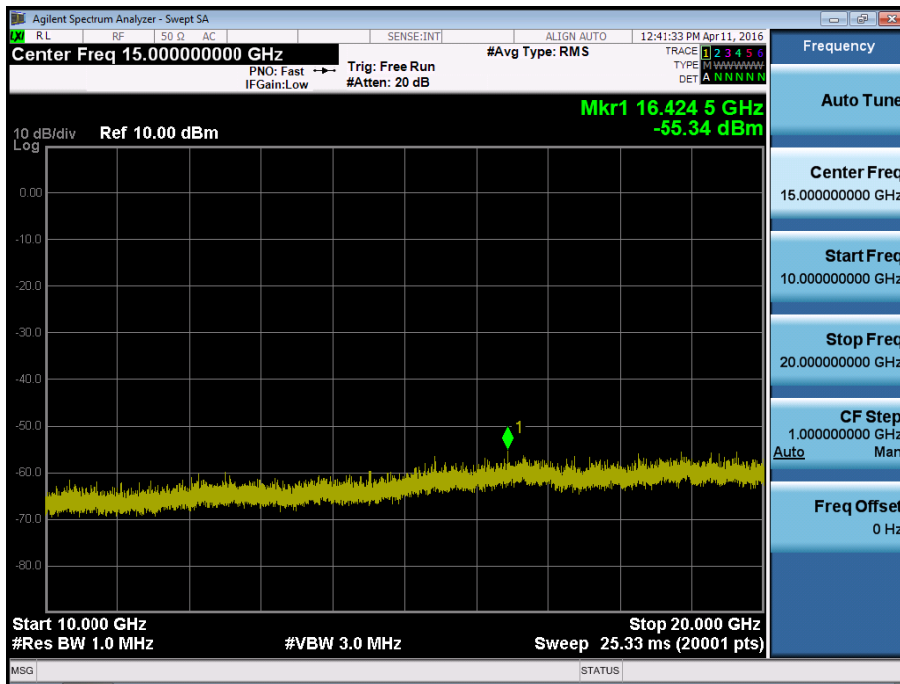 Agilent Spectrum Analyzer - Swept SA
LXI RL RF 50 Ω AC SENSE:INT ALIGN AUTO 12:41:33 PM Apr 11, 2016
Center Freq 15.000000000 GHz #Avg Type: RMS TRACE 1 2 3 4 5 6
PNO: Fast Trig: Free Run TYPE M WWWWW
IFGain:Low #Atten: 20 dB DET A N N N N N
Mkr1 16.424 5 GHz
-55.34 dBm
10 dB/div Ref 10.00 dBm
Log
0.00
-10.0
-20.0
-30.0
-40.0
-50.0
1
-60.0
-70.0
-80.0
Start 10.000 GHz Stop 20.000 GHz
#Res BW 1.0 MHz #VBW 3.0 MHz Sweep 25.33 ms (20001 pts)
MSG STATUS
Frequency
Auto Tune
Center Freq
15.000000000 GHz
Start Freq
10.000000000 GHz
Stop Freq
20.000000000 GHz
CF Step
1.000000000 GHz
Auto Man
Freq Offset
0 Hz